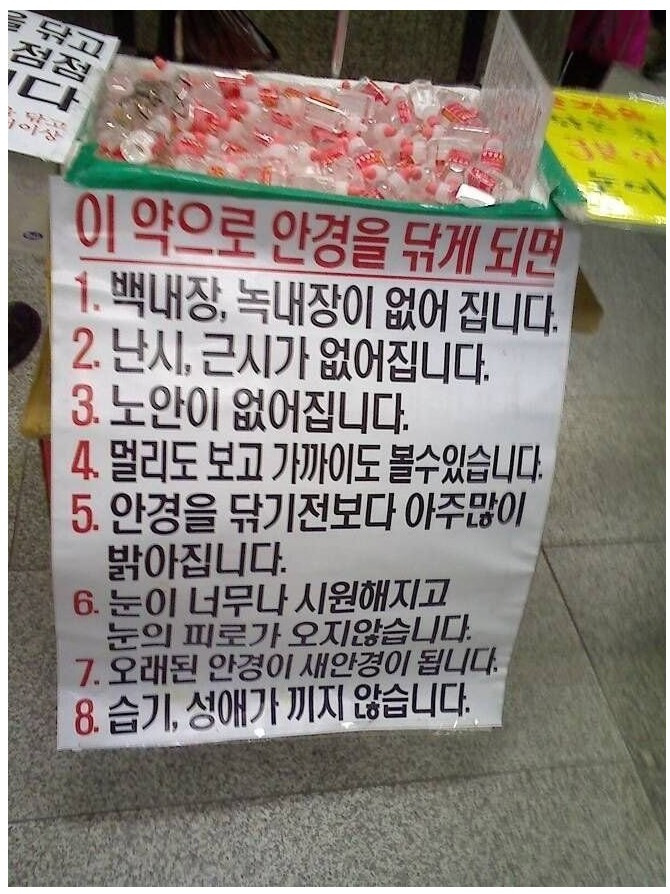 닦고
점점
다
이 약으로 안경을 닦게 되면
1. 백내장, 녹내장이 없어 집니다.
2. 난시, 근시가 없어집니다.
3. 노안이 없어집니다.
4. 멀리도 보고 가까이도 볼수있습니다.
5. 안경을 닦기전보다 아주많이
밝아집니다.
6. 눈이 너무나 시원해지고
눈의 피로가 오지않습니다.
7. 오래된 안경이 새안경이 됩니다.
8. 습기, 성애가 끼지 않습니다.